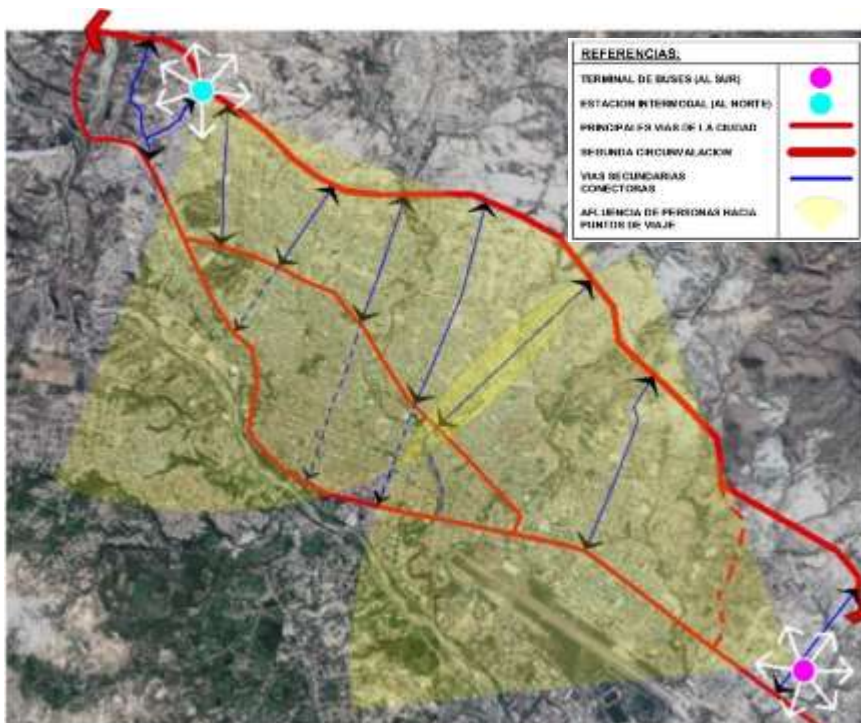 REFERENCIAS:
TERMINAL DE BUSES (AL SUR)
ESTACION INTERMODAL (AL NORTE)
PRINCIPALES VIAS DE LA CIUDAD
SEGUNDA CIRCUNVALACION
VIAS SECUNDARIAS
CONECTORAS
AFLUENCIA DE PERSONAS HACIA
PUNTOS DE VIAJE